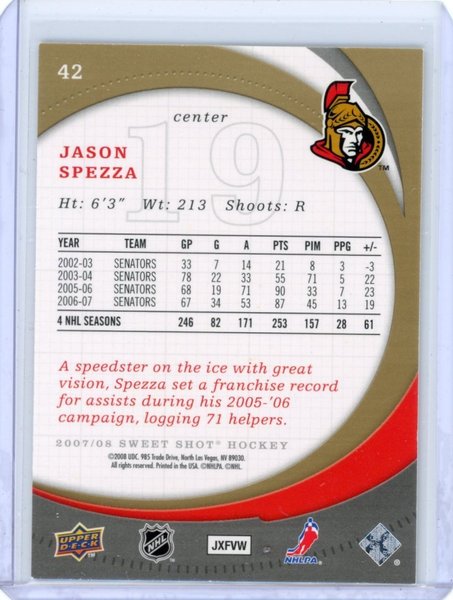 42
center
19
JASON
SPEZZA
Ht: 6'3" Wt: 213 Shoots: R
YEAR TEAM GP G A PTS PIM PPG +/-
2002-03 SENATORS 33 7 14 21 8 3 -3
2003-04 SENATORS 78 22 33 55 71 5 22
2005-06 SENATORS 68 19 71 90 33 7 23
2006-07 SENATORS 67 34 53 87 45 13 19
4 NHL SEASONS 246 82 171 253 157 28 61
A speedster on the ice with great
vision, Spezza set a franchise record
for assists during his 2005-'06
campaign, logging 71 helpers.
2007/08 SWEET SHOT® HOCKEY
©2008 UDC. 985 Trade Drive, North Las Vegas, NV 89030.
All rights reserved. Printed in the USA. ©NHLPA. ©NHL.
UPPER DECK NHL JXFVW NHLPA